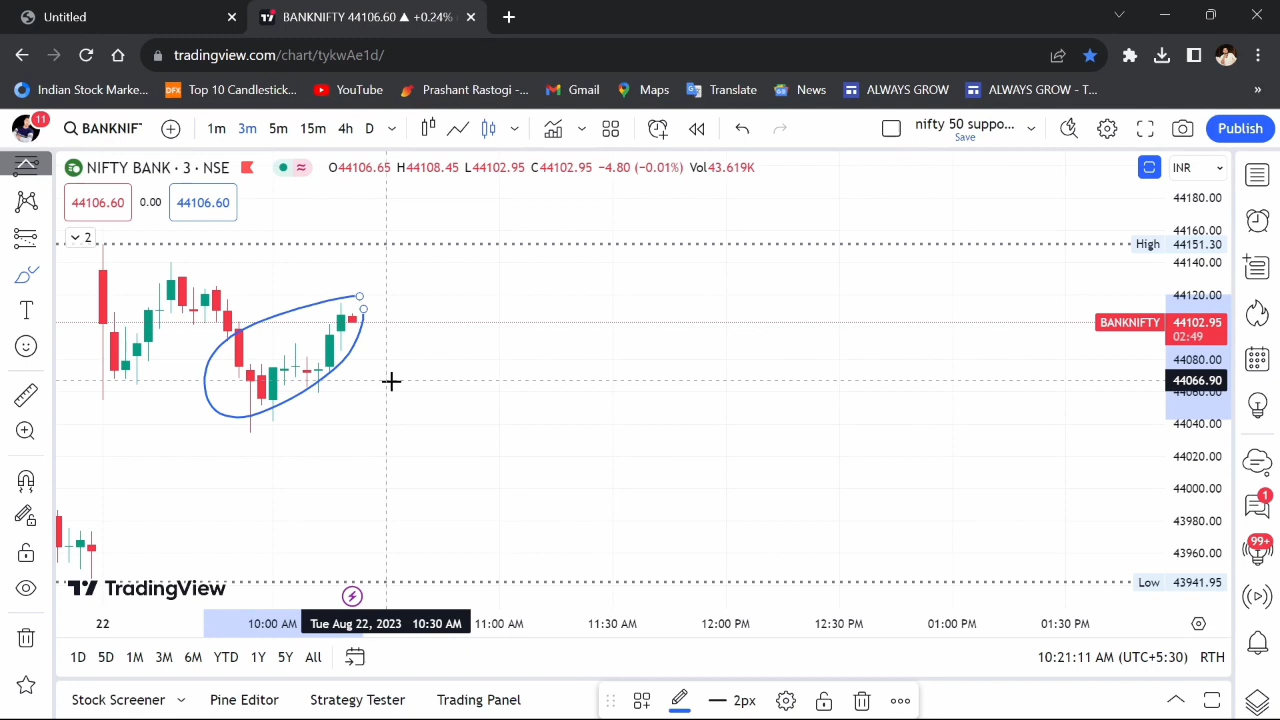 Untitled
BANKNIFTY 44106.60 ▲ +0.24%
tradingview.com/chart/tykwAe1d/
Indian Stock Marke... DFX Top 10 Candlestick... YouTube Prashant Rastogi -... Gmail Maps Translate News ALWAYS GROW ALWAYS GROW - T... »
11 BANKNIF 1m 3m 5m 15m 4h D nifty 50 suppo... Publish
Save
NIFTY BANK · 3 · NSE O44106.65 H44108.45 L44102.95 C44102.95 −4.80 (−0.01%) Vol43.619K INR
44106.60 0.00 44106.60
2
44180.00
44160.00
High 44151.30
44140.00
44120.00
BANKNIFTY 44102.95
02:49
44080.00
44066.90
44060.00
44040.00
44020.00
44000.00
43980.00
43960.00
Low 43941.95
1
99+
TradingView
22 10:00 AM Tue Aug 22, 2023 10:30 AM 11:00 AM 11:30 AM 12:00 PM 12:30 PM 01:00 PM 01:30 PM
1D 5D 1M 3M 6M YTD 1Y 5Y All 10:21:11 AM (UTC+5:30) RTH
Stock Screener Pine Editor Strategy Tester Trading Panel 2px